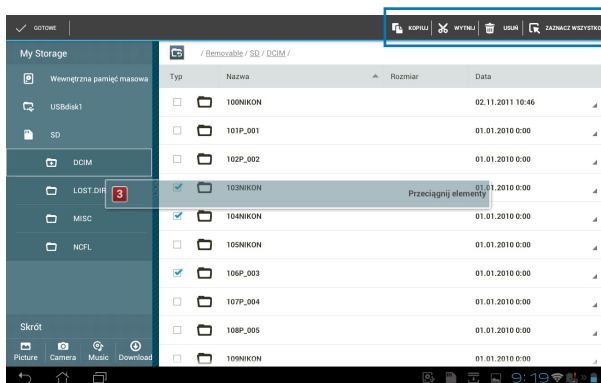 GOTOWE KOPIUJ WYTNIJ USUŃ ZAZNACZ WSZYSTKO
My Storage / Removable / SD / DCIM /
Wewnętrzna pamięć masowa
USBdisk1
SD
DCIM
LOST.DIR
MISC
NCFL
Typ Nazwa Rozmiar Data
100NIKON 02.11.2011 10:46
101P_001 01.01.2010 0:00
102P_002 01.01.2010 0:00
103NIKON 01.01.2010 0:00
3 Przeciągnij elementy
104NIKON 01.01.2010 0:00
105NIKON 01.01.2010 0:00
106P_003 01.01.2010 0:00
107P_004 01.01.2010 0:00
108P_005 01.01.2010 0:00
109NIKON 01.01.2010 0:00
Skrót
Picture Camera Music Download
9:19